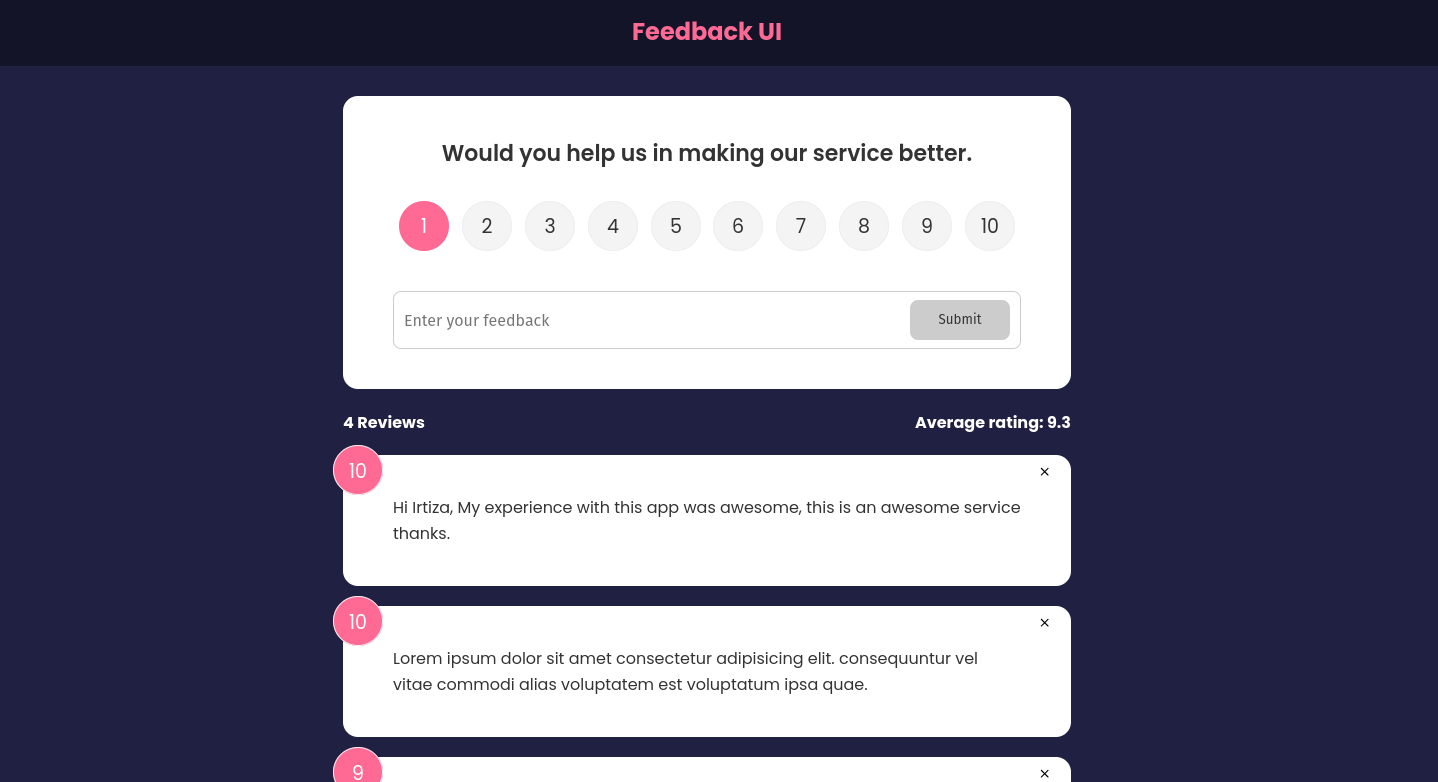 Feedback UI
Would you help us in making our service better.
1 2 3 4 5 6 7 8 9 10
Enter your feedback
Submit
4 Reviews
Average rating: 9.3
10
×
Hi Irtiza, My experience with this app was awesome, this is an awesome service
thanks.
10
×
Lorem ipsum dolor sit amet consectetur adipisicing elit. consequuntur vel
vitae commodi alias voluptatem est voluptatum ipsa quae.
9
×